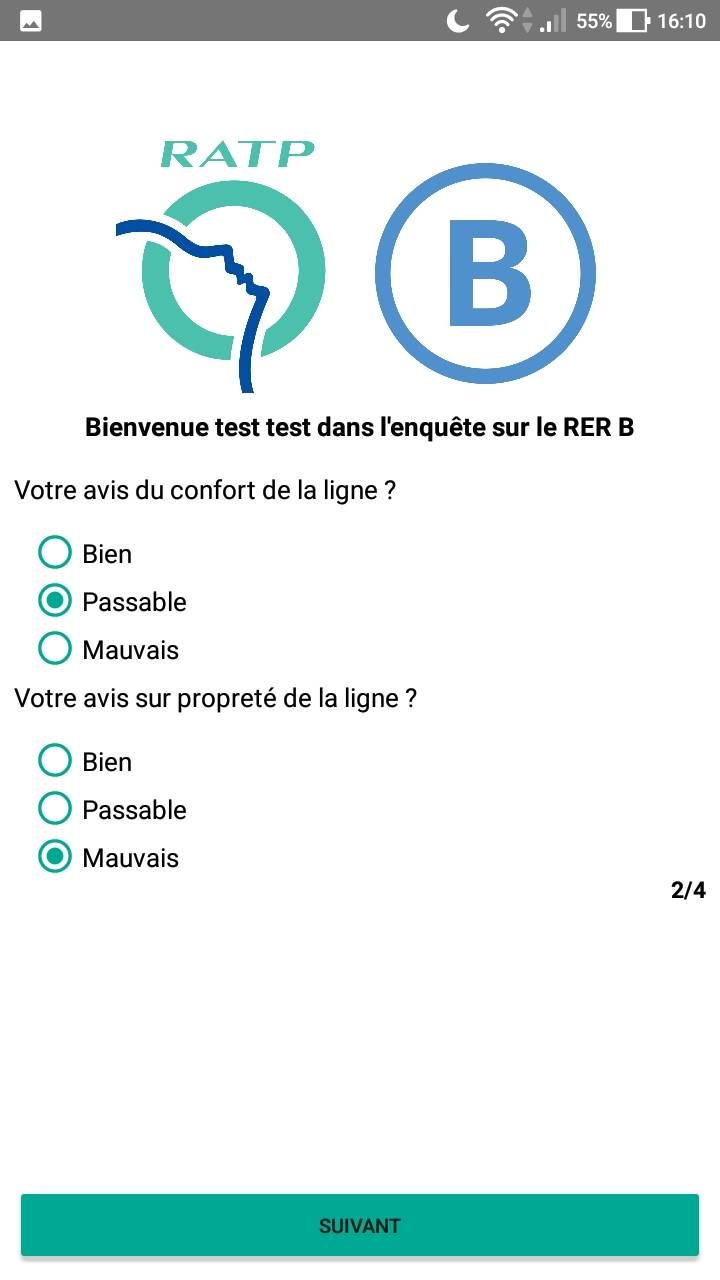 55% 16:10
RATP
B
Bienvenue test test dans l'enquête sur le RER B
Votre avis du confort de la ligne ?
Bien
Passable
Mauvais
Votre avis sur propreté de la ligne ?
Bien
Passable
Mauvais
2/4
SUIVANT